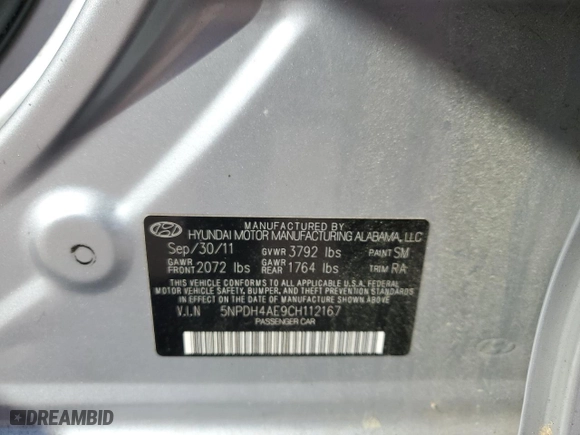 MANUFACTURED BY
HYUNDAI MOTOR MANUFACTURING ALABAMA, LLC
Sep/30/11 GVWR 3792 lbs PAINT SM
GAWR FRONT 2072 lbs GAWR REAR 1764 lbs TRIM RA
THIS VEHICLE CONFORMS TO ALL APPLICABLE U.S.A. FEDERAL
MOTOR VEHICLE SAFETY, BUMPER, AND THEFT PREVENTION
STANDARDS IN EFFECT ON THE DATE OF MANUFACTURE SHOWN ABOVE.
V.I.N 5NPDH4AE9CH112167
PASSENGER CAR
DREAMBID